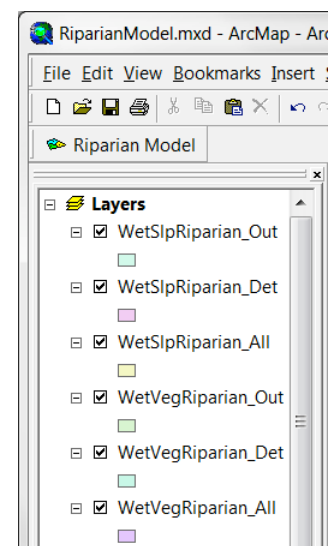 RiparianModel.mxd - ArcMap - Arc
File Edit View Bookmarks Insert
Riparian Model
Layers
WetSlpRiparian_Out
WetSlpRiparian_Det
WetSlpRiparian_All
WetVegRiparian_Out
WetVegRiparian_Det
WetVegRiparian_All